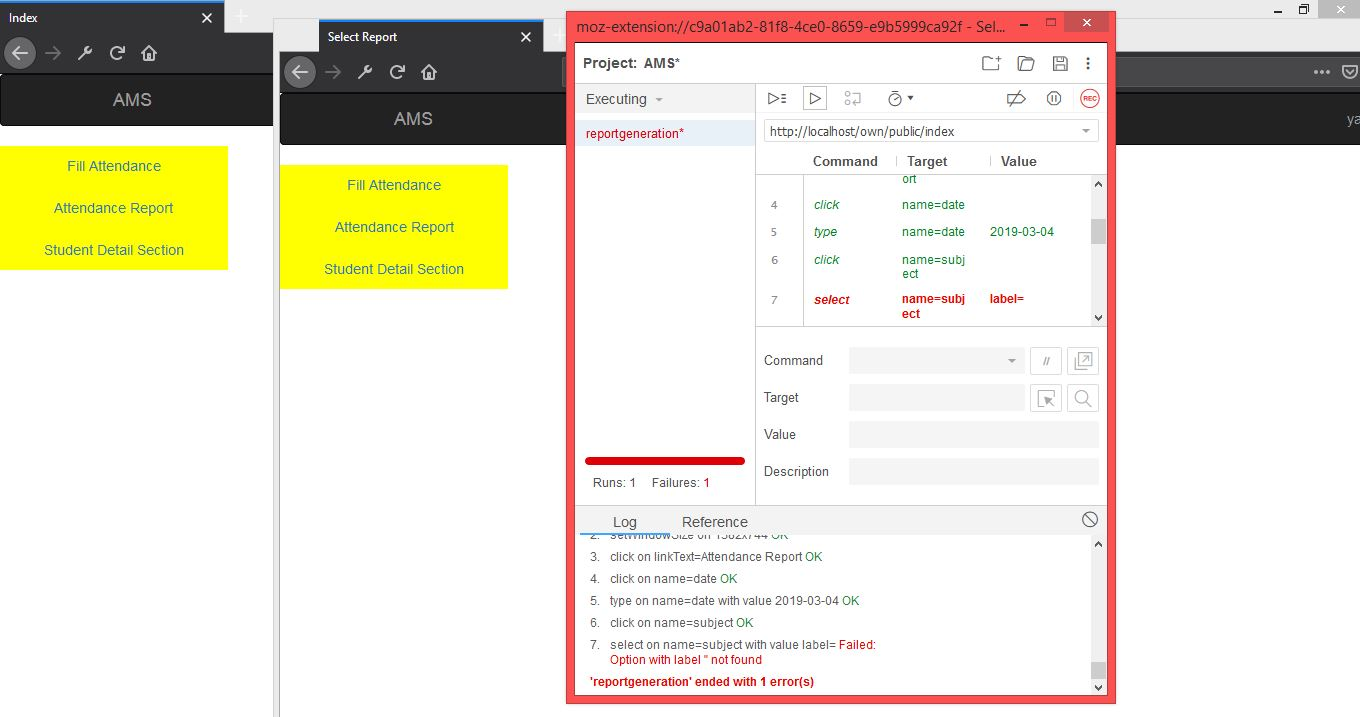 Index
AMS
Fill Attendance
Attendance Report
Student Detail Section
Select Report
AMS
Fill Attendance
Attendance Report
Student Detail Section
ya
moz-extension://c9a01ab2-81f8-4ce0-8659-e9b5999ca92f - Sel...
Project: AMS*
Executing
reportgeneration*
Runs: 1 Failures: 1
REC
http://localhost/own/public/index
Command Target Value
ort
4 click name=date
5 type name=date 2019-03-04
6 click name=subj
ect
7 select name=subj label=
ect
Command
//
Target
Value
Description
Log Reference
2. setWindowSize on 1382x744 OK
3. click on linkText=Attendance Report OK
4. click on name=date OK
5. type on name=date with value 2019-03-04 OK
6. click on name=subject OK
7. select on name=subject with value label= Failed:
Option with label '' not found
'reportgeneration' ended with 1 error(s)